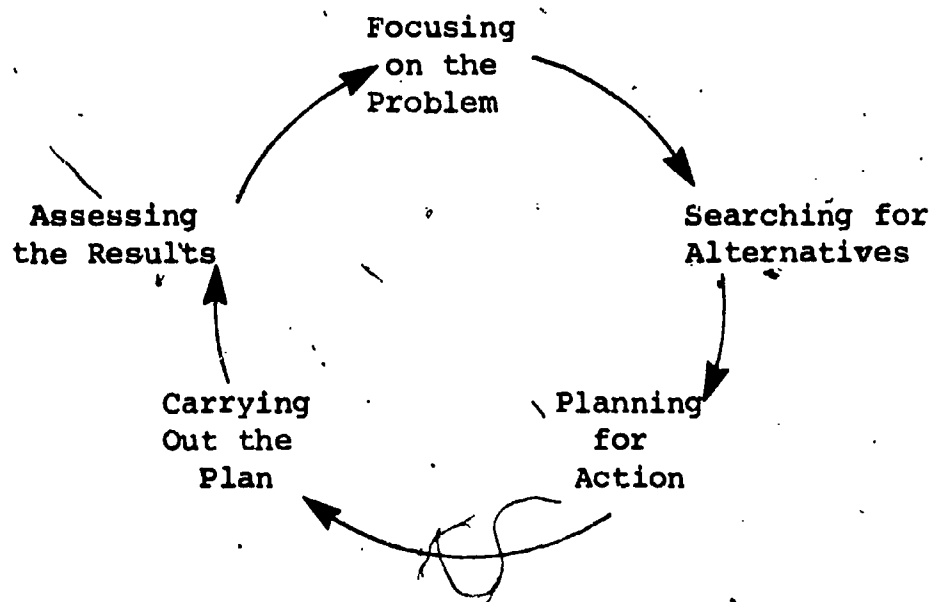 Focusing
on the
Problem
Searching for
Alternatives
Planning
for
Action
Carrying
Out the
Plan
Assessing
the Results